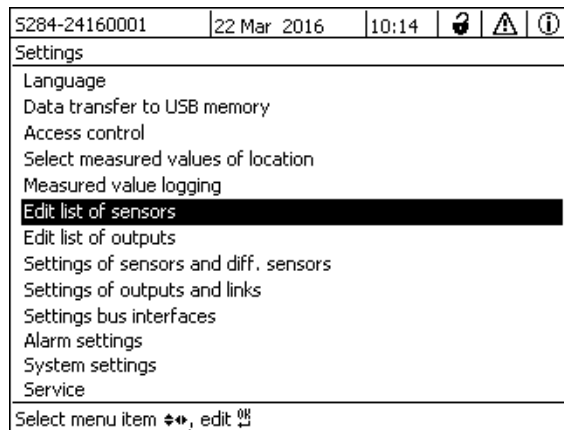 S284-24160001 22 Mar 2016 10:14
Settings
Language
Data transfer to USB memory
Access control
Select measured values of location
Measured value logging
Edit list of sensors
Edit list of outputs
Settings of sensors and diff. sensors
Settings of outputs and links
Settings bus interfaces
Alarm settings
System settings
Service
Select menu item, edit OK